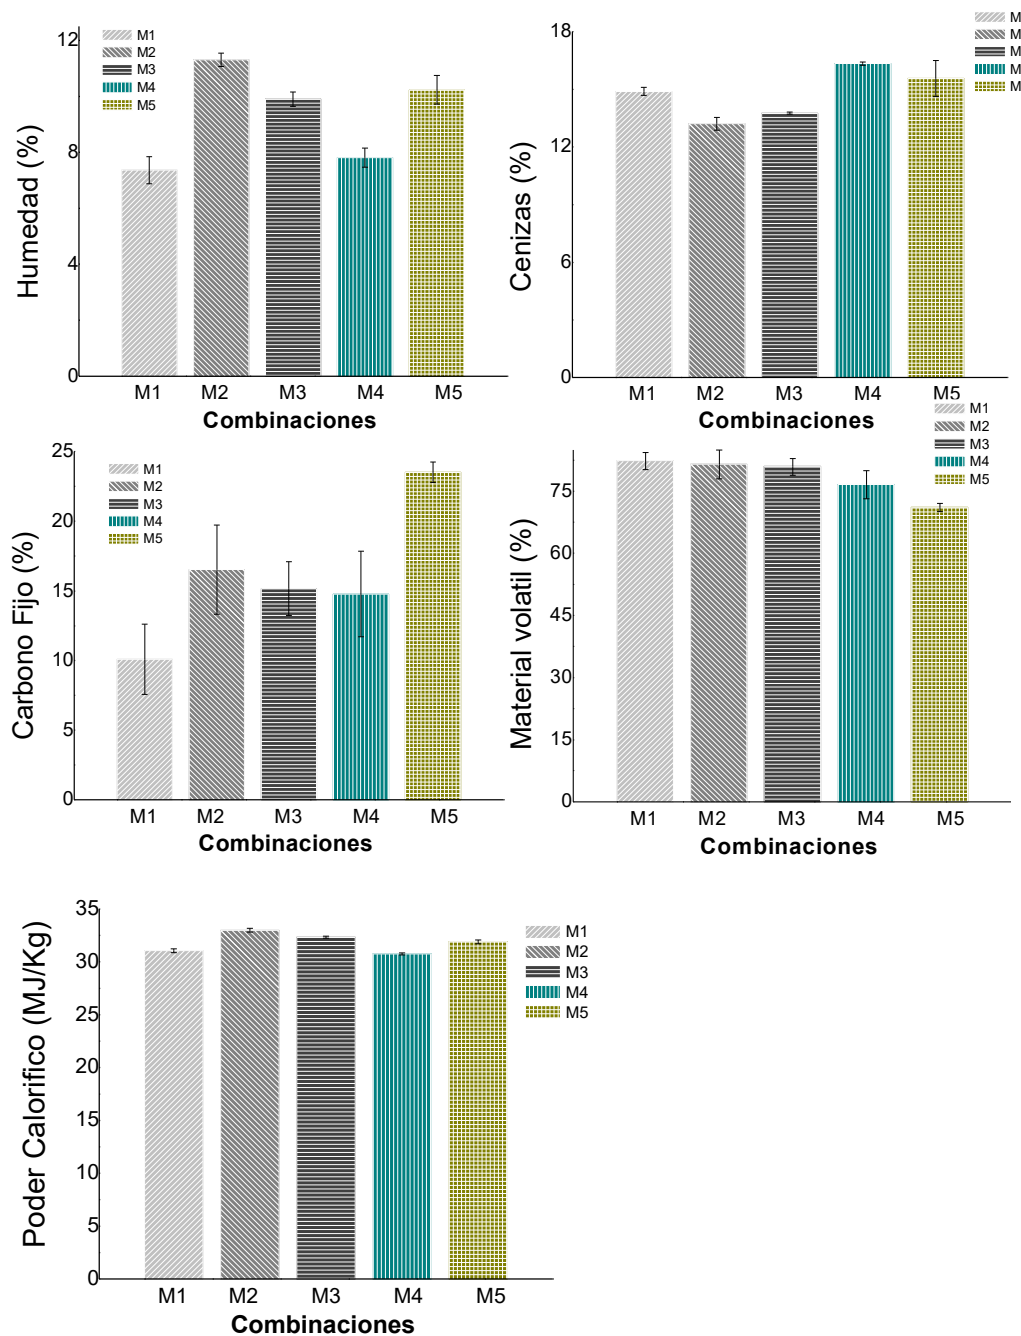 Humedad (%)
12
8
4
0
M1
M2
M3
M4
M5
M1 M2 M3 M4 M5
Combinaciones
Cenizas (%)
18
12
6
0
M
M
M
M
M
M1 M2 M3 M4 M5
Combinaciones
Carbono Fijo (%)
25
20
15
10
5
0
M1
M2
M3
M4
M5
M1 M2 M3 M4 M5
Combinaciones
Material volatil (%)
75
60
45
30
15
0
M1
M2
M3
M4
M5
M1 M2 M3 M4 M5
Combinaciones
Poder Calorifico (MJ/Kg)
35
30
25
20
15
10
5
0
M1
M2
M3
M4
M5
M1 M2 M3 M4 M5
Combinaciones